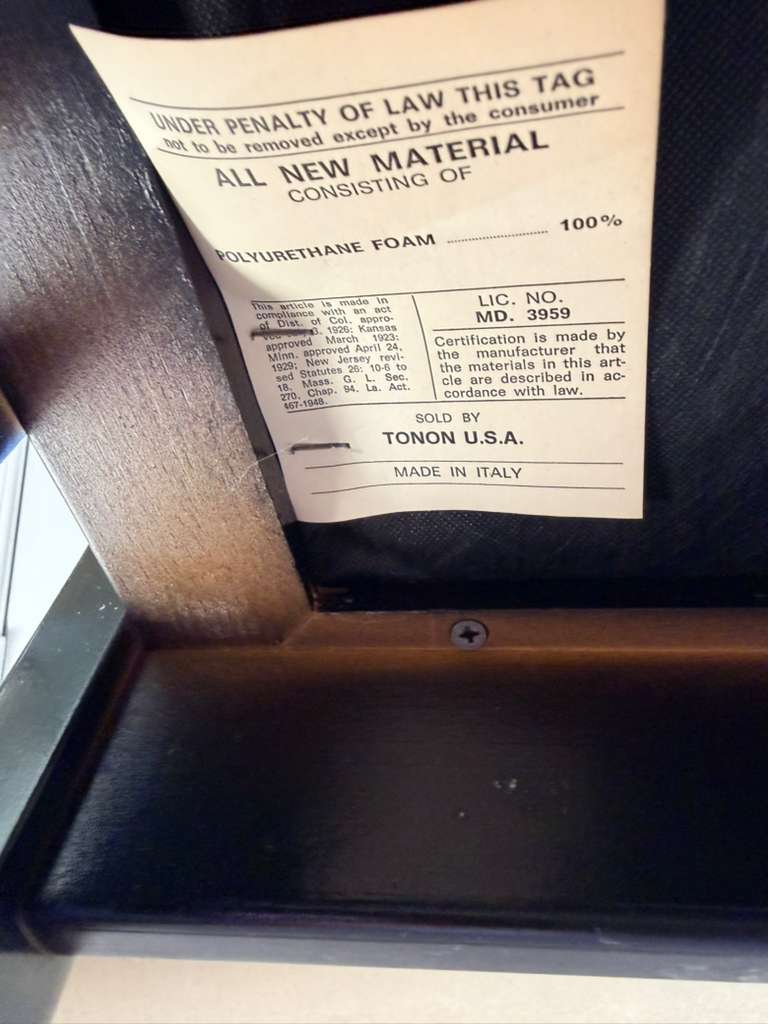 UNDER PENALTY OF LAW THIS TAG
not to be removed except by the consumer
ALL NEW MATERIAL
CONSISTING OF
POLYURETHANE FOAM ........................ 100%
This article is made in
compliance with an act
of Dist. of Col. appro-
3, 1926; Kansas
approved March 1923;
Minn. approved April 24,
1929; New Jersey revi-
sed Statutes 26: 10-6 to
18. Mass. G. L. Sec.
270. Chap. 94. La. Act.
467-1948.
LIC. NO.
MD. 3959
Certification is made by
the manufacturer that
the materials in this art-
cle are described in ac-
cordance with law.
SOLD BY
TONON U.S.A.
MADE IN ITALY